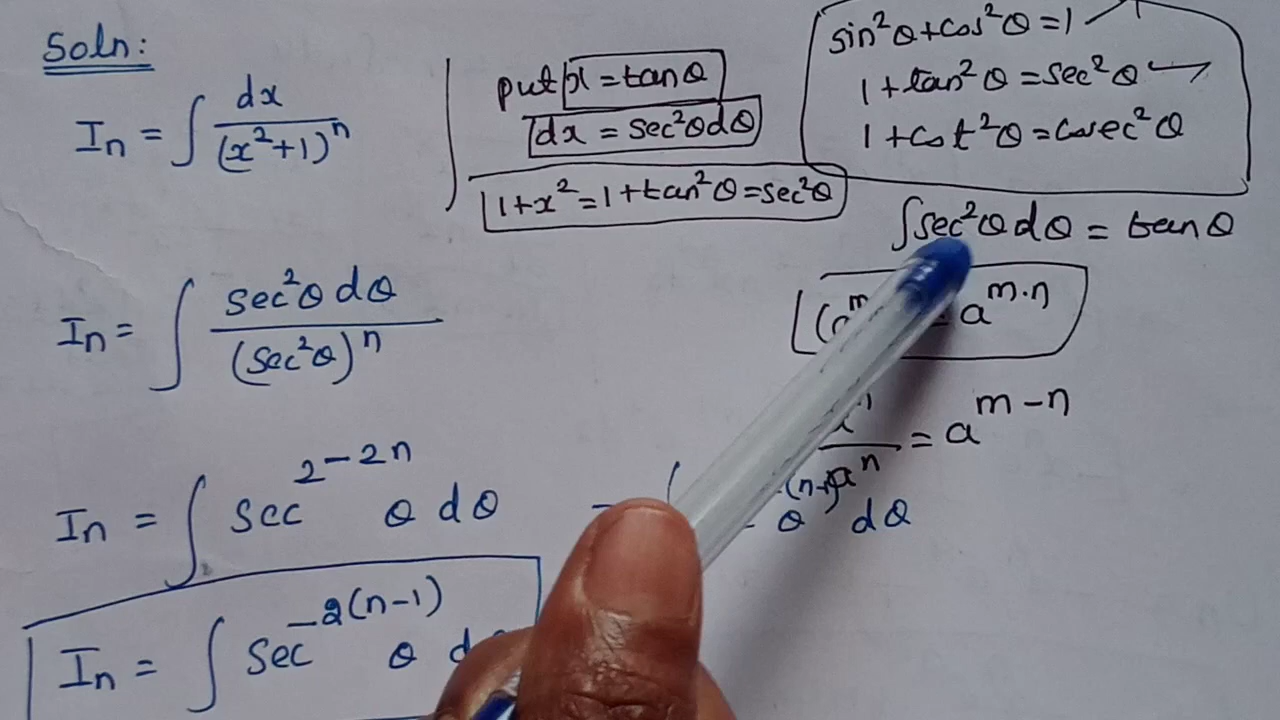 Soln:
In = ∫ dx / (x²+1)ⁿ
put x = tanθ
dx = sec²θ dθ
1+x² = 1+tan²θ = sec²θ
sin²θ + cos²θ = 1
1 + tan²θ = sec²θ
1 + cot²θ = cosec²θ
∫sec²θ dθ = tanθ
In = ∫ sec²θ dθ / (sec²θ)ⁿ
(aᵐ = a^(m·n)
aⁿ = a^(m-n)
In = ∫ sec^(2-2n) θ dθ
θ dθ
In = ∫ sec^(-2(n-1)) θ d